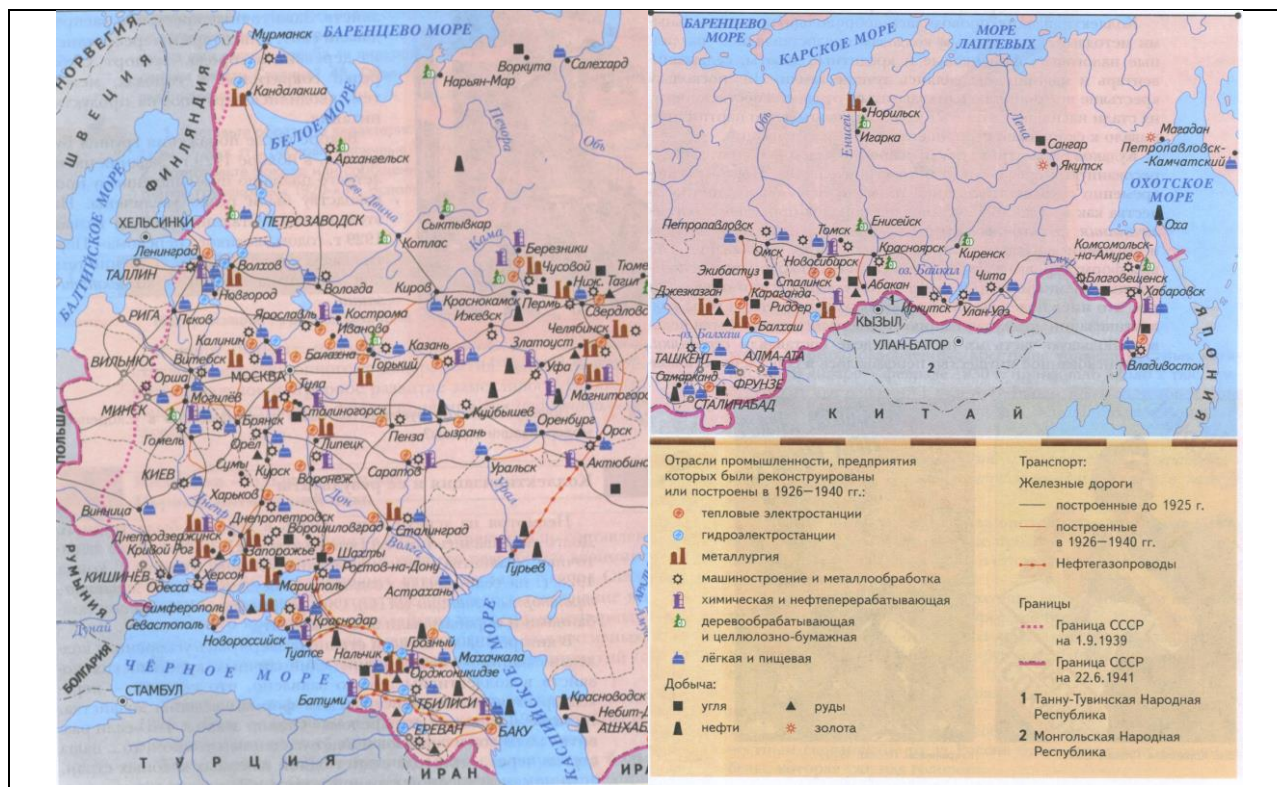 НОРВЕГИЯ
ШВЕЦИЯ
ФИНЛЯНДИЯ
Мурманск
БАРЕНЦЕВО МОРЕ
Воркута
Салехард
Нарьян-Мар
Кандалакша
БЕЛОЕ МОРЕ
Печора
Обь
Архангельск
Сев. Двина
БАЛТИЙСКОЕ МОРЕ
ХЕЛЬСИНКИ
ПЕТРОЗАВОДСК
Сыктывкар
Котлас
Кама
Березники
Ленинград
ТАЛЛИН
Волхов
Чусовой
Тюме
Новгород
Вологда
Киров
Краснокамск
Пермь
Ниж. Тагил
Свердловс
РИГА
Псков
Ярославль
Кострома
Ижевск
Иваново
Челябинск
Калинин
Златоуст
ВИЛЬНЮС
Витебск
Балахна
Казань
МОСКВА
Горький
Уфа
Орша
Тула
Магнитогор
МИНСК
Могилёв
Сталиногорск
Куйбышев
ПОЛЬША
Брянск
Пенза
Сызрань
Оренбург
Гомель
Орёл
Липецк
Орск
КИЕВ
Сумы
Курск
Воронеж
Саратов
Уральск
Актюбинс
Харьков
Дон
Урал
Винница
Днепр
Днепропетровск
Ворошиловград
Сталинград
Днепродзержинск
Волга
Кривой Рог
Запорожье
Шахты
Гурьев
РУМЫНИЯ
КИШИНЁВ
Херсон
Ростов-на-Дону
Одесса
Мариуполь
Астрахань
Симферополь
Севастополь
Краснодар
Дунай
Новороссийск
Грозный
Туапсе
Нальчик
Махачкала
БОЛГАРИЯ
ЧЁРНОЕ МОРЕ
Орджоникидзе
КАСПИЙСКОЕ МОРЕ
СТАМБУЛ
Батуми
ТБИЛИСИ
Красноводск
Небит-Д
ЕРЕВАН
БАКУ
АШХАБ
ТУРЦИЯ
ИРАН
ИРА
БАРЕНЦЕВО
МОРЕ
КАРСКОЕ МОРЕ
МОРЕ
ЛАПТЕВЫХ
Норильск
Обь
Енисей
Игарка
Лена
Сангар
Якутск
Магадан
Петропавловск-
Камчатский
ОХОТСКОЕ
МОРЕ
Оха
Петропавловск
Томск
Енисейск
Омск
Красноярск
Новосибирск
Киренск
Комсомольск-
на-Амуре
Экибастуз
Сталинск
оз. Байкал
Чита
Амур
Благовещенск
Джезказган
Караганда
Абакан
Хабаровск
Риддер
1
Иркутск
Улан-Удэ
Балхаш
КЫЗЫЛ
оз. Балхаш
УЛАН-БАТОР
ЯПОНИЯ
ТАШКЕНТ
АЛМА-АТА
2
Владивосток
Самарканд
ФРУНЗЕ
СТАЛИНАБАД
КИТАЙ
Отрасли промышленности, предприятия
которых были реконструированы
или построены в 1926–1940 гг.:
тепловые электростанции
гидроэлектростанции
металлургия
машиностроение и металлообработка
химическая и нефтеперерабатывающая
деревообрабатывающая
и целлюлозно-бумажная
лёгкая и пищевая
Добыча:
угля
руды
нефти
золота
Транспорт:
Железные дороги
построенные до 1925 г.
построенные
в 1926–1940 гг.
Нефтегазопроводы
Границы
Граница СССР
на 1.9.1939
Граница СССР
на 22.6.1941
1 Танну-Тувинская Народная
Республика
2 Монгольская Народная
Республика